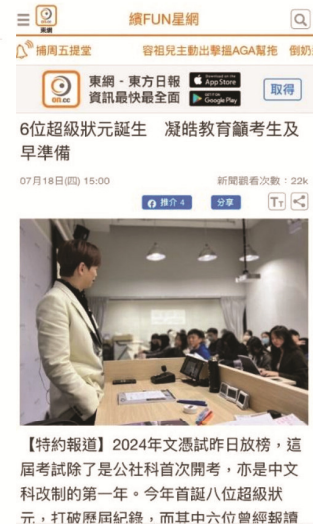 東網
繽FUN星網
捕周五提堂 容祖兒主動出擊搵AGA幫拖 倒奶
on.cc
東網 - 東方日報
資訊最快最全面
App Store
Google Play
取得
6位超級狀元誕生 凝皓教育籲考生及
早準備
07月18日(四) 15:00 新聞觀看次數：22k
推介 4 分享 TT
【特約報道】2024年文憑試昨日放榜，這
屆考試除了是公社科首次開考，亦是中文
科改制的第一年。今年首誕八位超級狀
元，打破歷屆紀錄，而其中六位曾經報讀